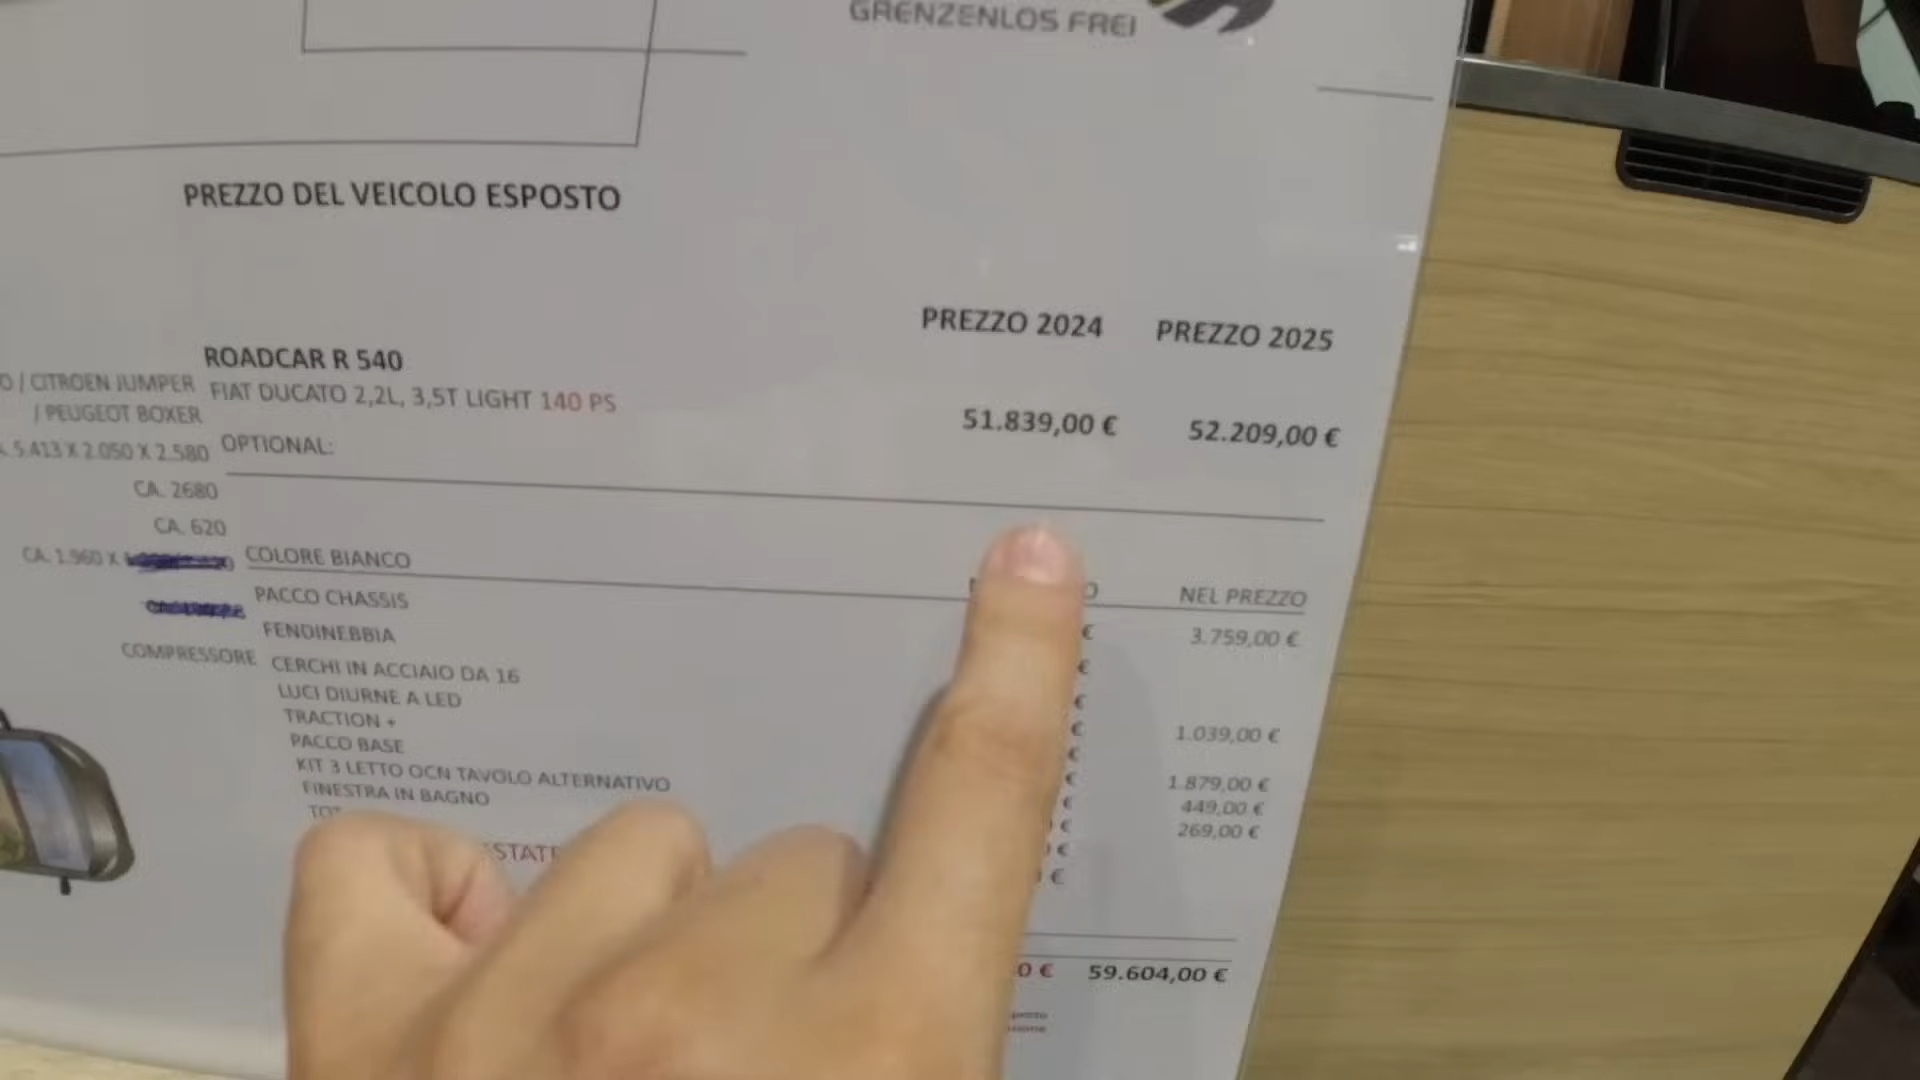 GRENZENLOS FREI
PREZZO DEL VEICOLO ESPOSTO
PREZZO 2024 PREZZO 2025
ROADCAR R 540
/ CITROEN JUMPER FIAT DUCATO 2,2L, 3,5T LIGHT 140 PS
/ PEUGEOT BOXER
51.839,00 € 52.209,00 €
5.413 X 2.050 X 2.580 OPTIONAL:
CA. 2680
CA. 620
CA. 1.960 X COLORE BIANCO NEL PREZZO
PACCO CHASSIS € 3.759,00 €
FENDINEBBIA €
COMPRESSORE CERCHI IN ACCIAIO DA 16 €
LUCI DIURNE A LED € 1.039,00 €
TRACTION + €
PACCO BASE € 1.879,00 €
KIT 3 LETTO OCN TAVOLO ALTERNATIVO € 449,00 €
FINESTRA IN BAGNO € 269,00 €
€
€
0 € 59.604,00 €